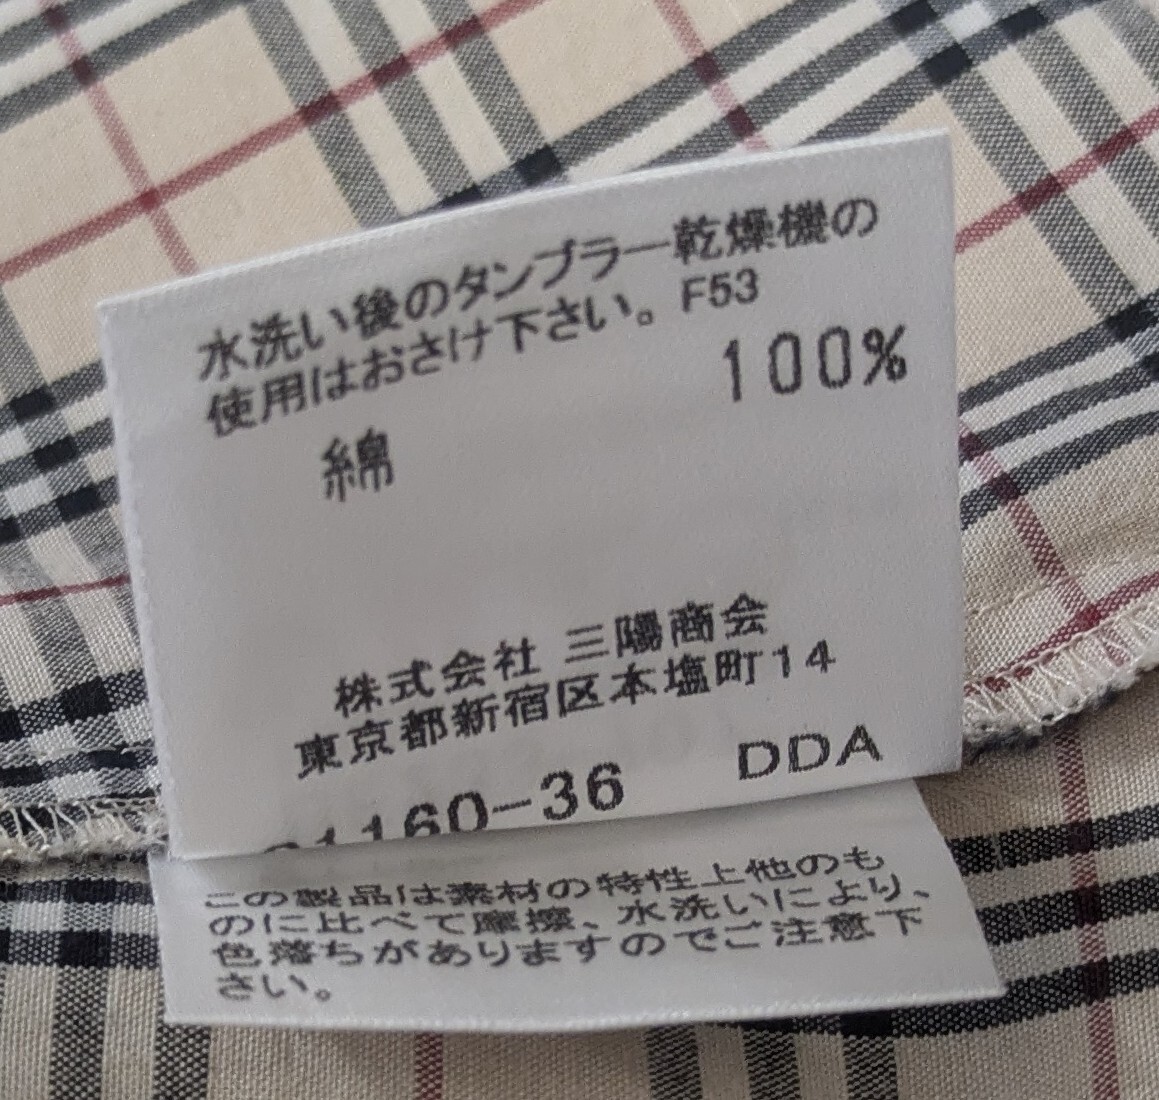 水洗い後のタンブラー乾燥機の
使用はおさけ下さい。F53
綿 100%
株式会社 三陽商会
東京都新宿区本塩町14
1160-36 DDA
この製品は素材の特性上他のも
のに比べて摩擦、水洗いにより、
色落ちがありますのでご注意下
さい。